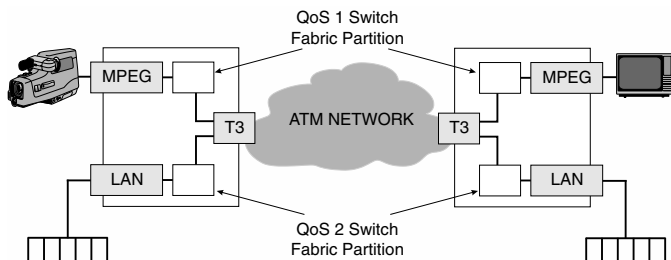 QoS 1 Switch
Fabric Partition
MPEG
MPEG
T3
ATM NETWORK
T3
LAN
LAN
QoS 2 Switch
Fabric Partition